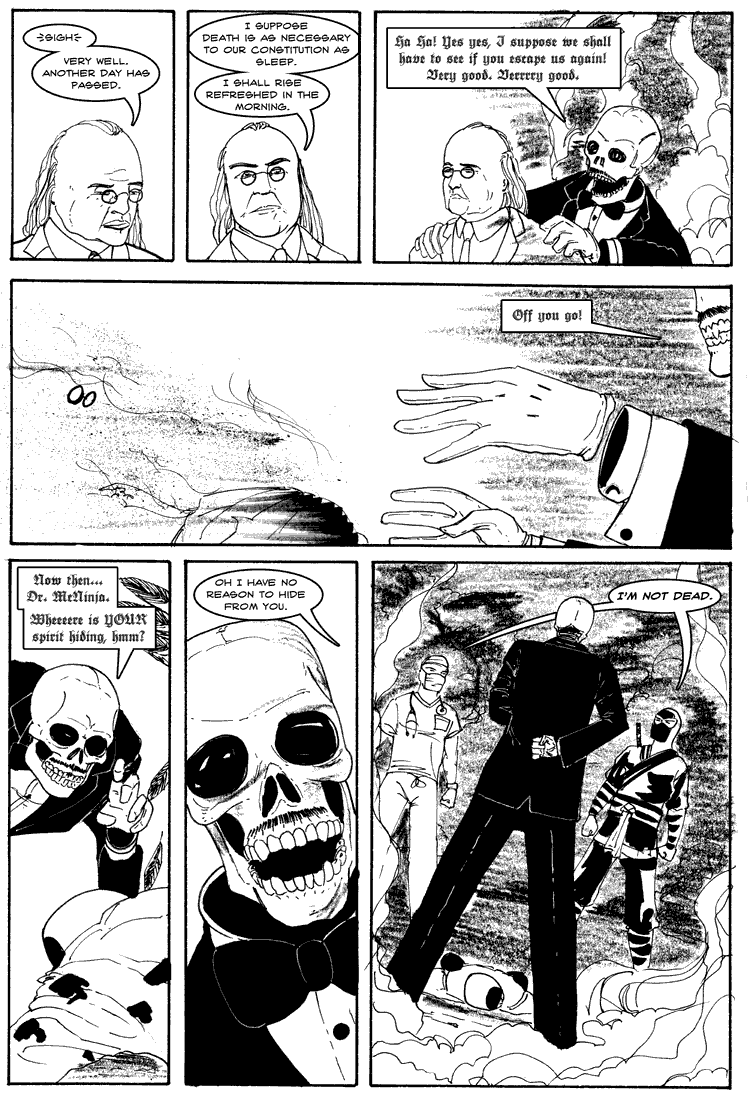 SIGH
VERY WELL.
ANOTHER DAY HAS
PASSED.
I SUPPOSE
DEATH IS AS NECESSARY
TO OUR CONSTITUTION AS
SLEEP.
I SHALL RISE
REFRESHED IN THE
MORNING.
Ha Ha! Yes yes, I suppose we shall
have to see if you escape us again!
Very good. Verrrry good.
Off you go!
Now then...
Dr. McNinja.
Wheeeere is YOUR
spirit hiding, hmm?
OH I HAVE NO
REASON TO HIDE
FROM YOU.
I'M NOT DEAD.